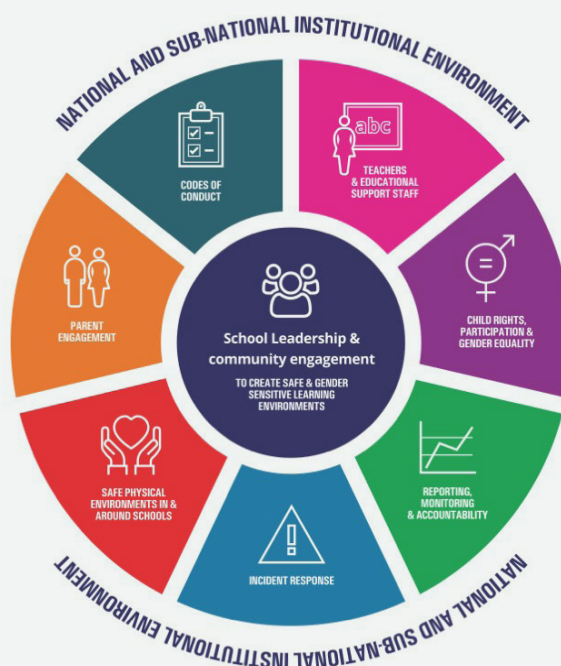 NATIONAL AND SUB-NATIONAL INSTITUTIONAL ENVIRONMENT
abc
TEACHERS
& EDUCATIONAL
SUPPORT STAFF
CODES OF
CONDUCT
CHILD RIGHTS,
PARTICIPATION &
GENDER EQUALITY
PARENT
ENGAGEMENT
School Leadership &
community engagement
TO CREATE SAFE & GENDER
SENSITIVE LEARNING
ENVIRONMENTS
REPORTING,
MONITORING
& ACCOUNTABILITY
SAFE PHYSICAL
ENVIRONMENTS IN &
AROUND SCHOOLS
INCIDENT RESPONSE
NATIONAL AND SUB-NATIONAL INSTITUTIONAL ENVIRONMENT